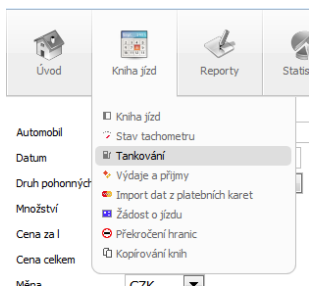 Úvod
Kniha jízd
Reporty
Kniha jízd
Stav tachometru
Tankování
Výdaje a příjmy
Import dat z platebních karet
Žádost o jízdu
Překročení hranic
Kopírování knih
Automobil
Datum
Druh pohonných
Množství
Cena za l
Cena celkem
Měna
CZK